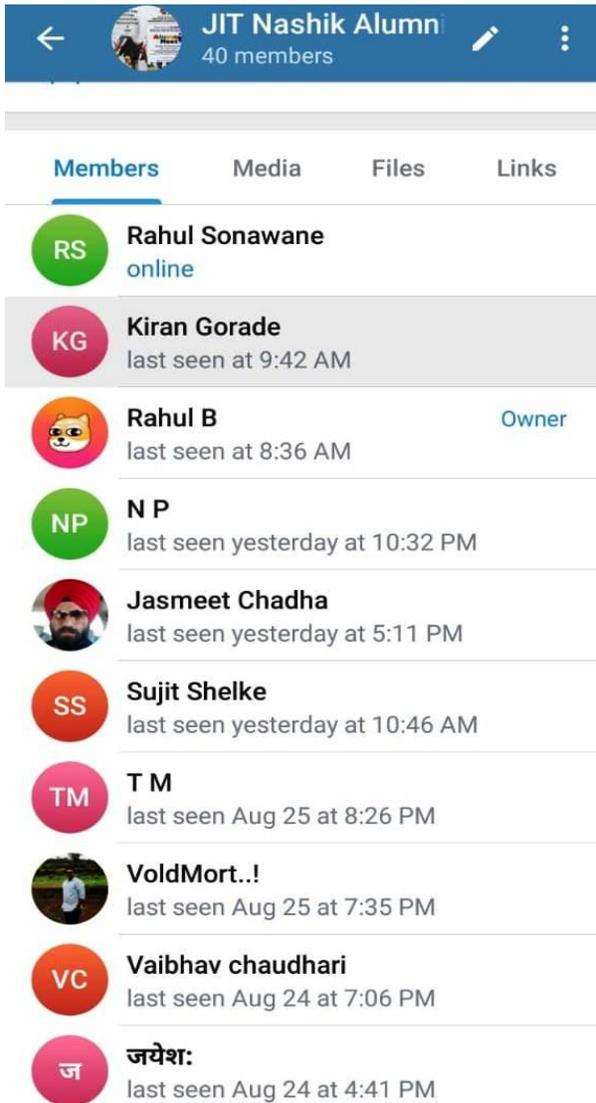 JIT Nashik Alumni
40 members
Members Media Files Links
RS
Rahul Sonawane
online
KG
Kiran Gorade
last seen at 9:42 AM
Rahul B
Owner
last seen at 8:36 AM
NP
N P
last seen yesterday at 10:32 PM
Jasmeet Chadha
last seen yesterday at 5:11 PM
SS
Sujit Shelke
last seen yesterday at 10:46 AM
TM
T M
last seen Aug 25 at 8:26 PM
VoldMort..!
last seen Aug 25 at 7:35 PM
VC
Vaibhav chaudhari
last seen Aug 24 at 7:06 PM
ज
जयेश:
last seen Aug 24 at 4:41 PM